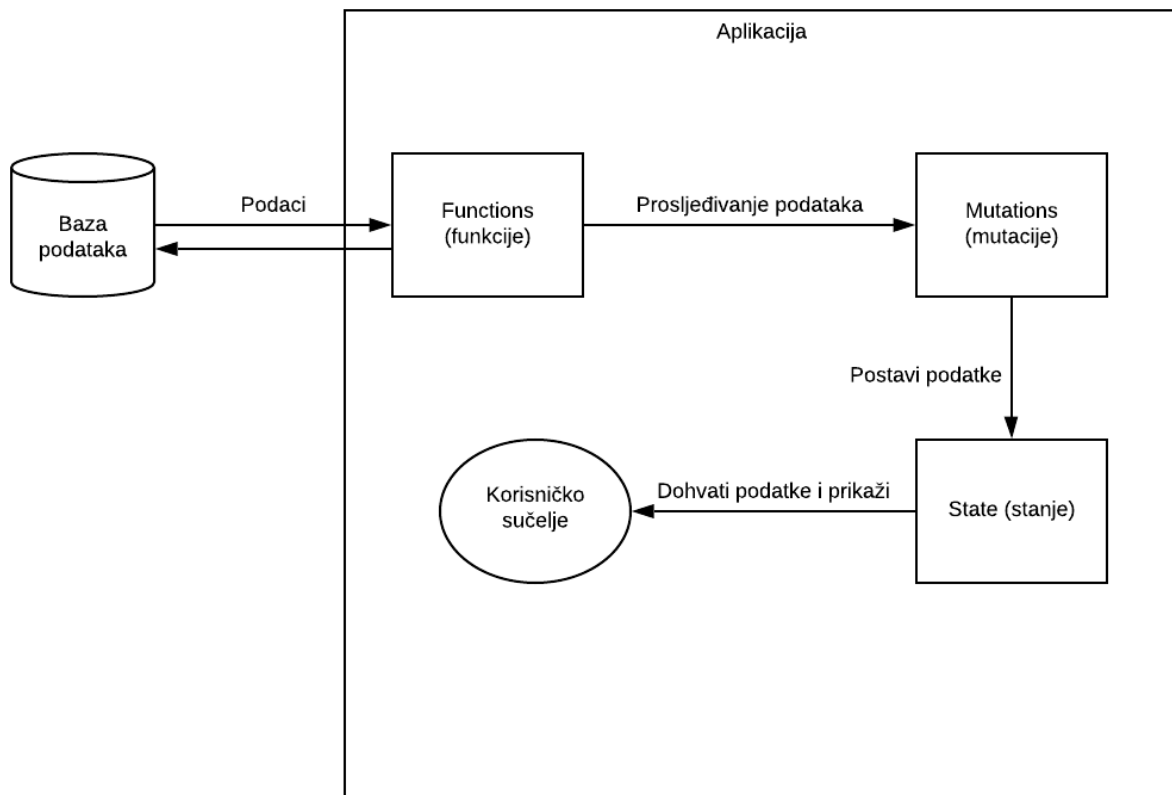 Aplikacija
Baza
podataka
Podaci
Functions
(funkcije)
Prosljeđivanje podataka
Mutations
(mutacije)
Postavi podatke
Korisničko
sučelje
Dohvati podatke i prikaži
State (stanje)